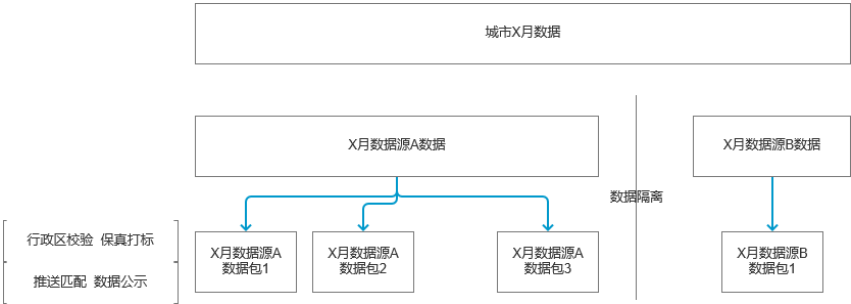 城市X月数据
X月数据源A数据
X月数据源B数据
数据隔离
行政区校验 保真打标
推送匹配 数据公示
X月数据源A
数据包1
X月数据源A
数据包2
X月数据源A
数据包3
X月数据源B
数据包1